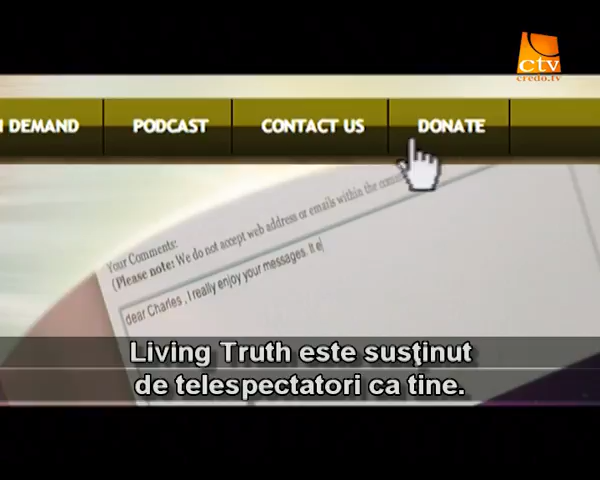 ctv
credo.tv
DEMAND
PODCAST
CONTACT US
DONATE
Your Comments:
(Please note: We do not accept web address or emails within the
dear Charles , I really enjoy your messages. It e
Living Truth este susţinut
de telespectatori ca tine.